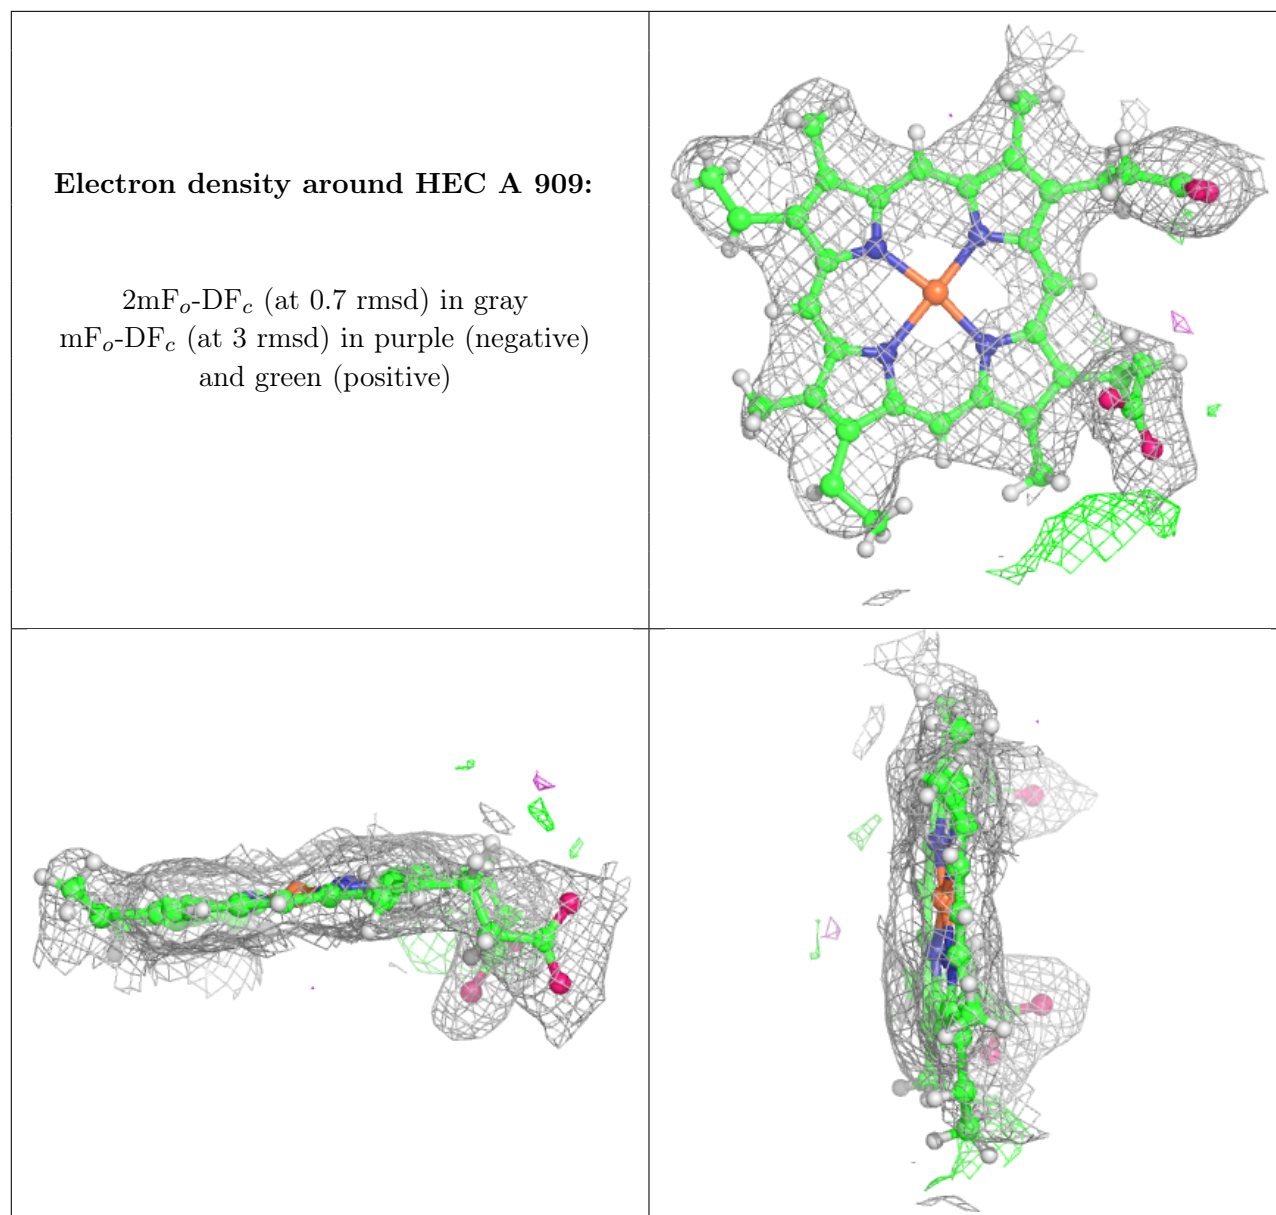 Electron density around HEC A 909:
2mFo-DFc (at 0.7 rmsd) in gray
mFo-DFc (at 3 rmsd) in purple (negative)
and green (positive)